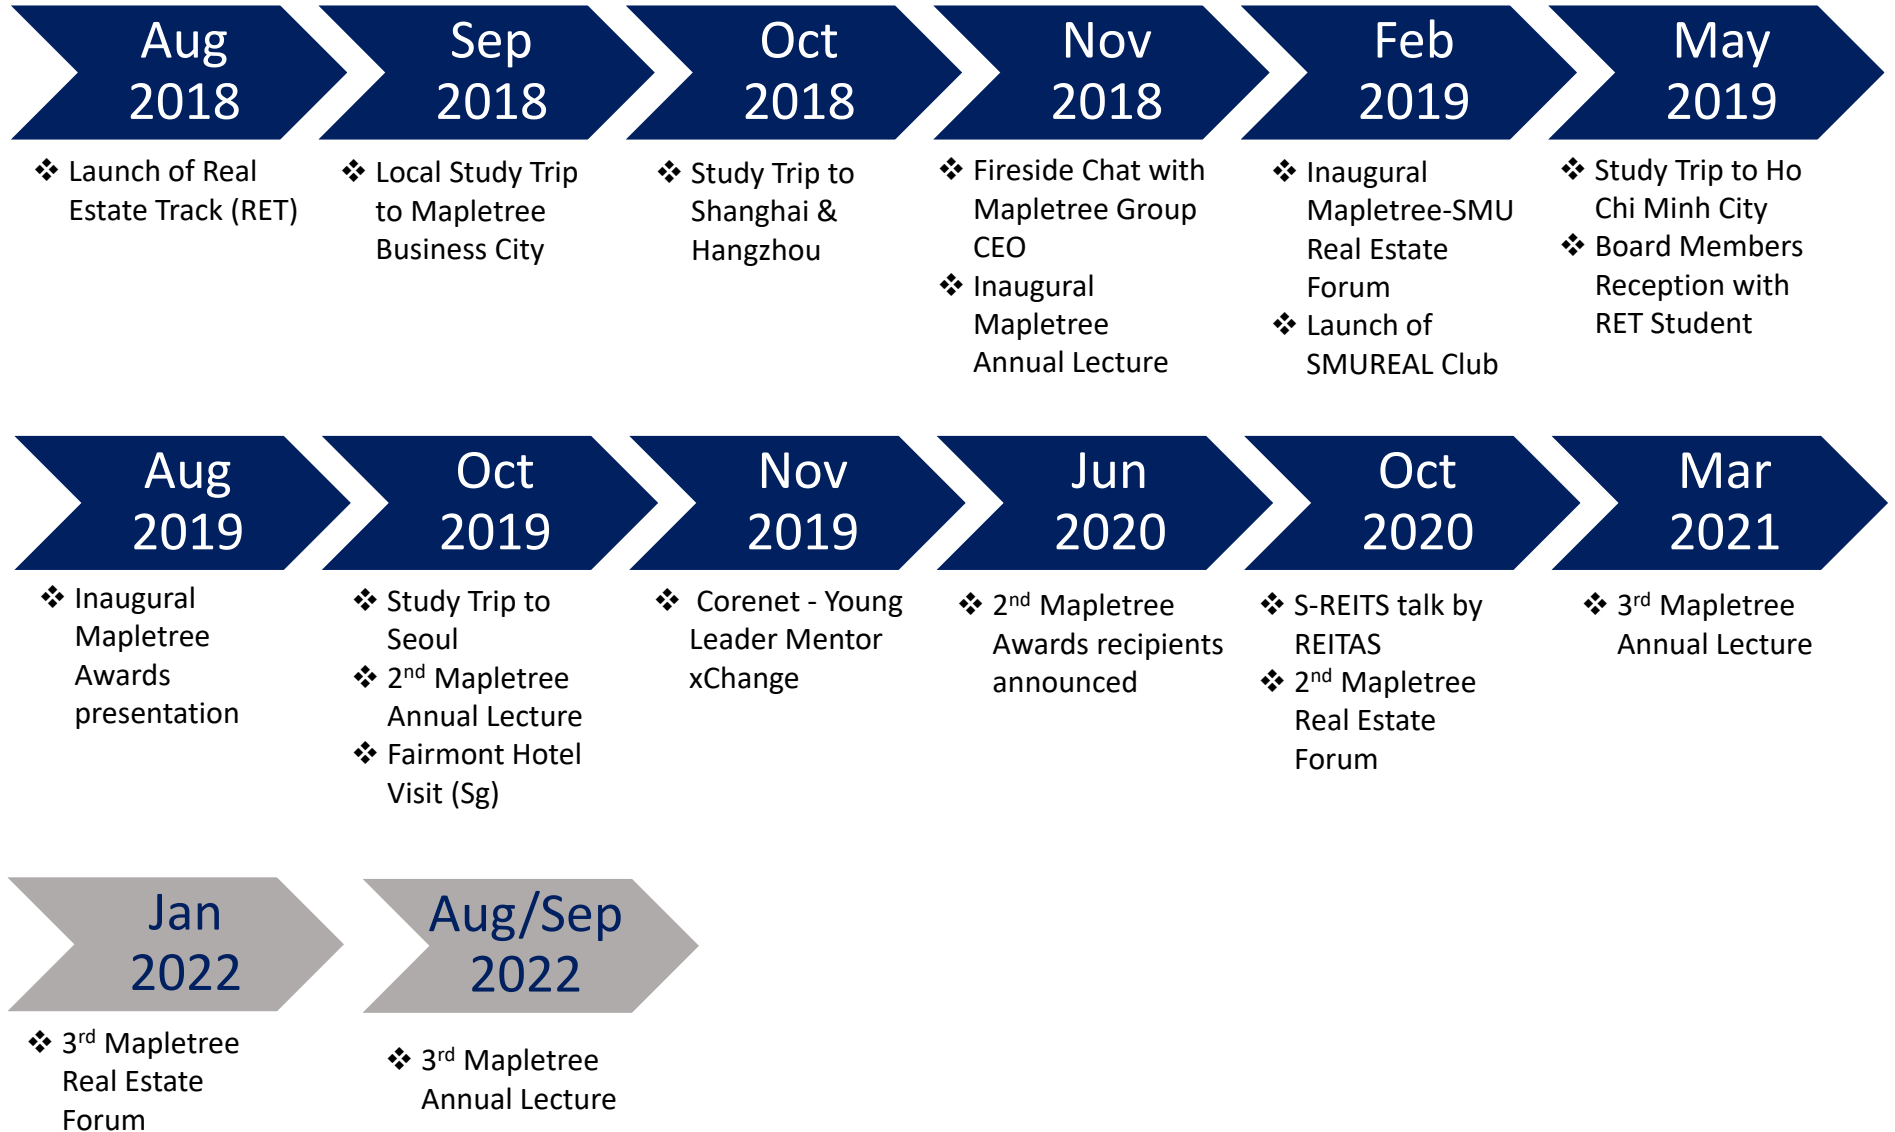 Aug
2018
❖ Launch of Real
Estate Track (RET)
Sep
2018
❖ Local Study Trip
to Mapletree
Business City
Oct
2018
❖ Study Trip to
Shanghai &
Hangzhou
Nov
2018
❖ Fireside Chat with
Mapletree Group
CEO
❖ Inaugural
Mapletree
Annual Lecture
Feb
2019
❖ Inaugural
Mapletree-SMU
Real Estate
Forum
❖ Launch of
SMUREAL Club
May
2019
❖ Study Trip to Ho
Chi Minh City
❖ Board Members
Reception with
RET Student
Aug
2019
❖ Inaugural
Mapletree
Awards
presentation
Oct
2019
❖ Study Trip to
Seoul
❖ 2nd Mapletree
Annual Lecture
❖ Fairmont Hotel
Visit (Sg)
Nov
2019
❖ Corenet - Young
Leader Mentor
xChange
Jun
2020
❖ 2nd Mapletree
Awards recipients
announced
Oct
2020
❖ S-REITS talk by
REITAS
❖ 2nd Mapletree
Real Estate
Forum
Mar
2021
❖ 3rd Mapletree
Annual Lecture
Jan
2022
❖ 3rd Mapletree
Real Estate
Forum
Aug/Sep
2022
❖ 3rd Mapletree
Annual Lecture